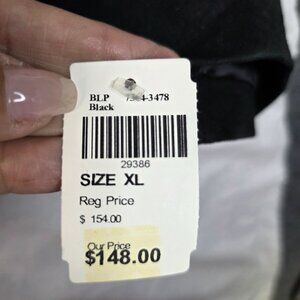 BLP
Black
29386
SIZE XL
Reg Price
$ 154.00
Our Price
$148.00